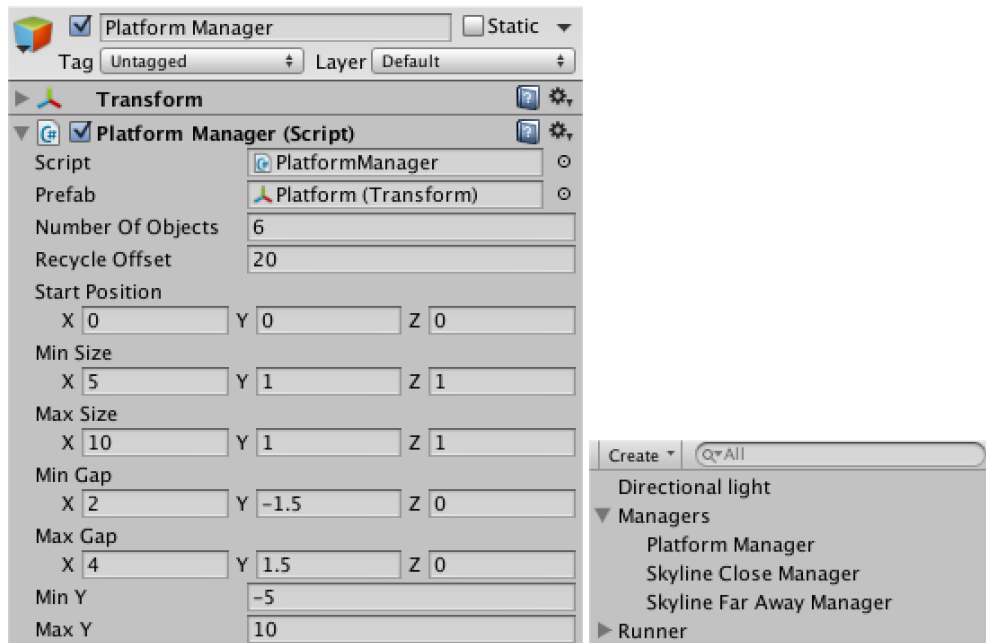 Platform Manager Static
Tag Untagged Layer Default
Transform
Platform Manager (Script)
Script PlatformManager
Prefab Platform (Transform)
Number Of Objects 6
Recycle Offset 20
Start Position
X 0 Y 0 Z 0
Min Size
X 5 Y 1 Z 1
Max Size
X 10 Y 1 Z 1
Min Gap
X 2 Y -1.5 Z 0
Max Gap
X 4 Y 1.5 Z 0
Min Y -5
Max Y 10
Create All
Directional light
Managers
Platform Manager
Skyline Close Manager
Skyline Far Away Manager
Runner